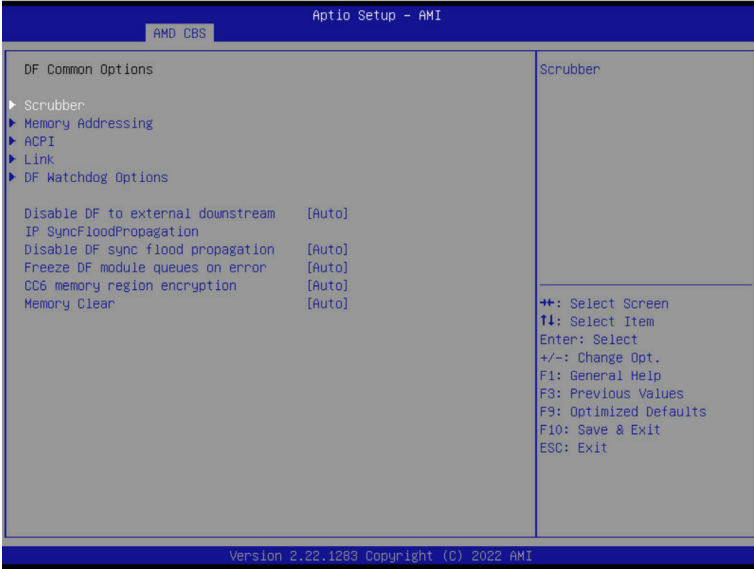 Aptio Setup – AMI
AMD CBS
DF Common Options
Scrubber
Memory Addressing
ACPI
Link
DF Watchdog Options
Disable DF to external downstream [Auto]
IP SyncFloodPropagation
Disable DF sync flood propagation [Auto]
Freeze DF module queues on error [Auto]
CC6 memory region encryption [Auto]
Memory Clear [Auto]
Scrubber
→←: Select Screen
↑↓: Select Item
Enter: Select
+/-: Change Opt.
F1: General Help
F3: Previous Values
F9: Optimized Defaults
F10: Save & Exit
ESC: Exit
Version 2.22.1283 Copyright (C) 2022 AMI